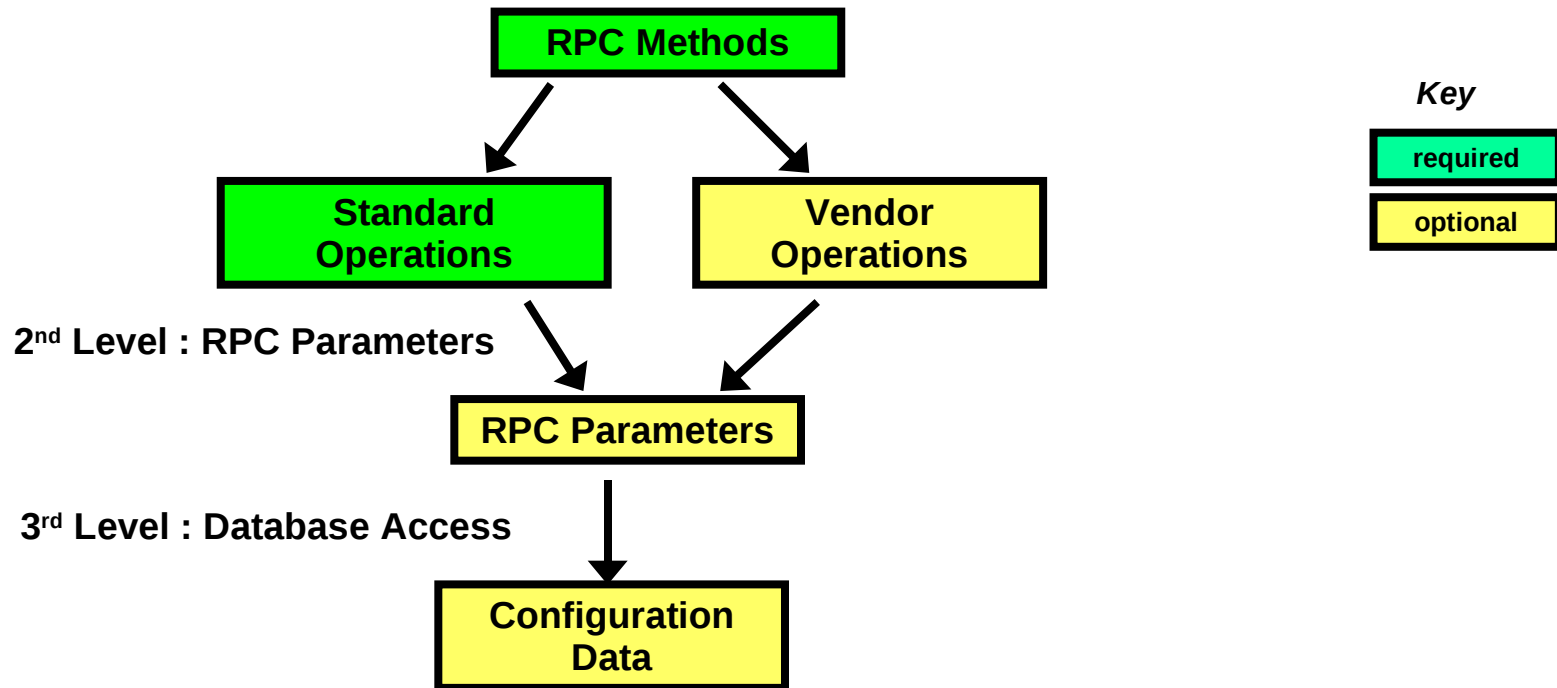 RPC Methods
Key
required
optional
Standard
Operations
Vendor
Operations
2nd Level : RPC Parameters
RPC Parameters
3rd Level : Database Access
Configuration
Data